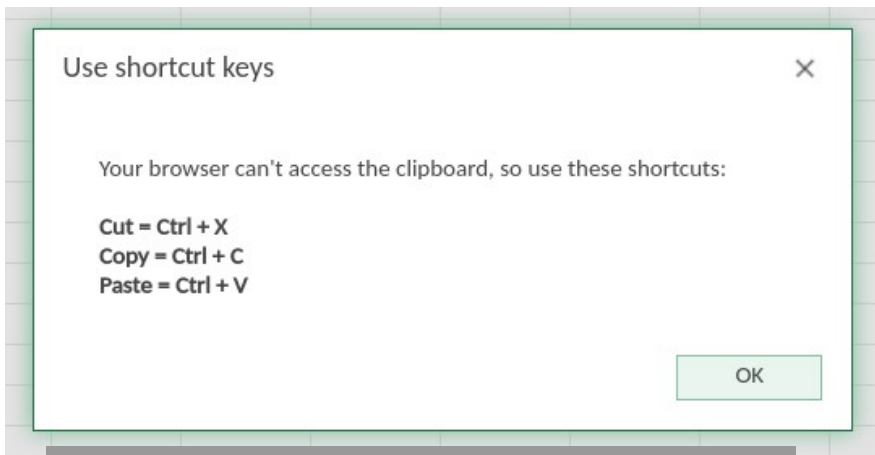 Use shortcut keys
Your browser can't access the clipboard, so use these shortcuts:
Cut = Ctrl + X
Copy = Ctrl + C
Paste = Ctrl + V
OK